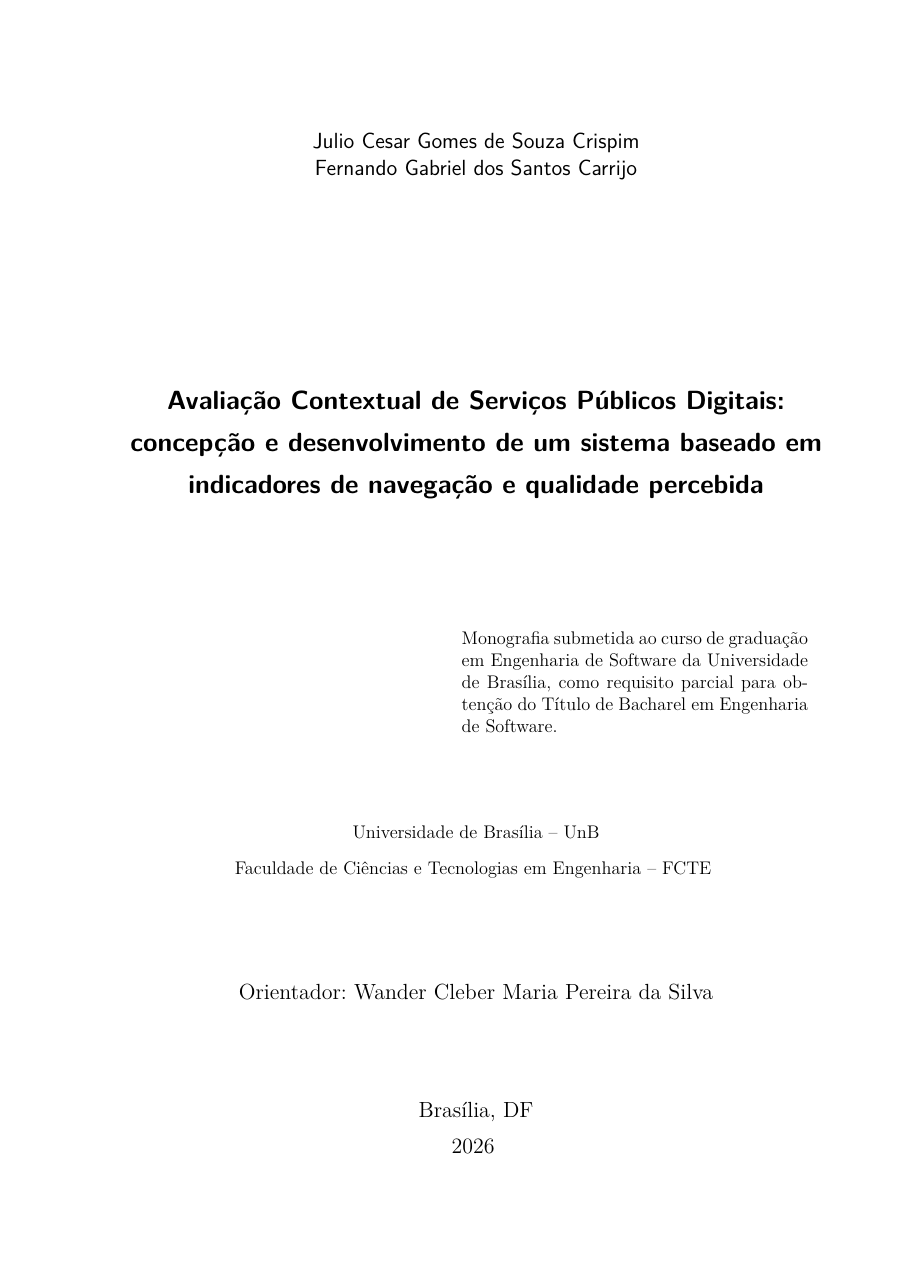 Julio Cesar Gomes de Souza Crispim
Fernando Gabriel dos Santos Carrijo
Avaliação Contextual de Serviços Públicos Digitais:
concepção e desenvolvimento de um sistema baseado em
indicadores de navegação e qualidade percebida
Monografia submetida ao curso de graduação
em Engenharia de Software da Universidade
de Brasília, como requisito parcial para ob-
tenção do Título de Bacharel em Engenharia
de Software.
Universidade de Brasília – UnB
Faculdade de Ciências e Tecnologias em Engenharia – FCTE
Orientador: Wander Cleber Maria Pereira da Silva
Brasília, DF
2026